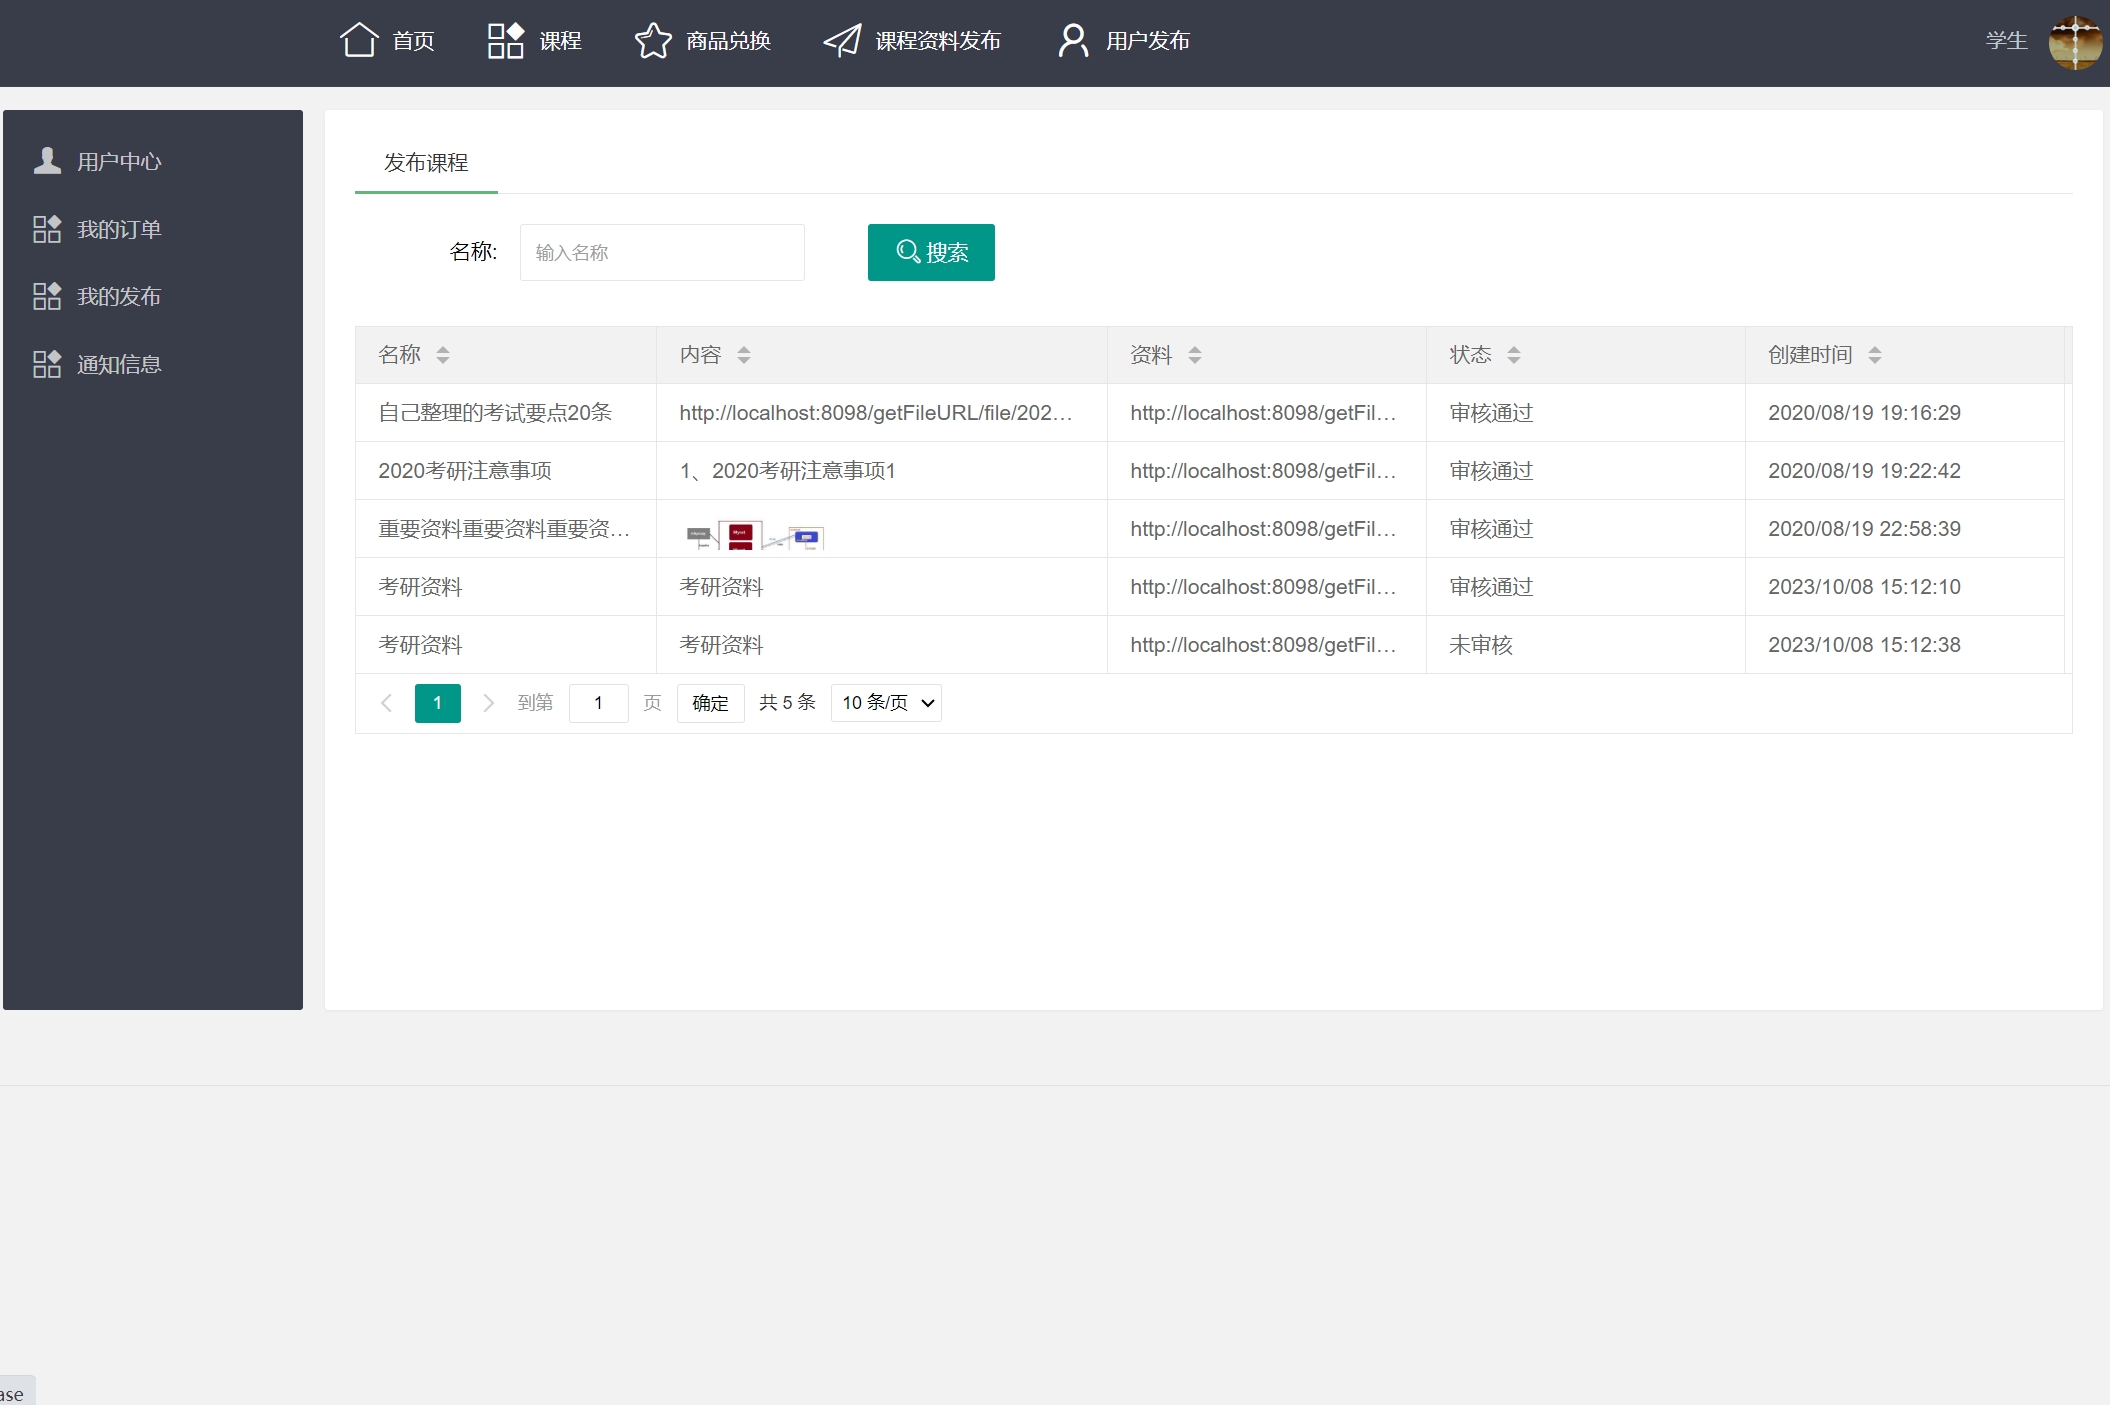 首页 课程 商品兑换 课程资料发布 用户发布 学生
用户中心
我的订单
我的发布
通知信息
发布课程
名称: 输入名称 搜索
名称 内容 资料 状态 创建时间
自己整理的考试要点20条 http://localhost:8098/getFileURL/file/202... http://localhost:8098/getFil... 审核通过 2020/08/19 19:16:29
2020考研注意事项 1、2020考研注意事项1 http://localhost:8098/getFil... 审核通过 2020/08/19 19:22:42
重要资料重要资料重要资... http://localhost:8098/getFil... 审核通过 2020/08/19 22:58:39
考研资料 考研资料 http://localhost:8098/getFil... 审核通过 2023/10/08 15:12:10
考研资料 考研资料 http://localhost:8098/getFil... 未审核 2023/10/08 15:12:38
1 到第 1 页 确定 共 5 条 10 条/页
ase